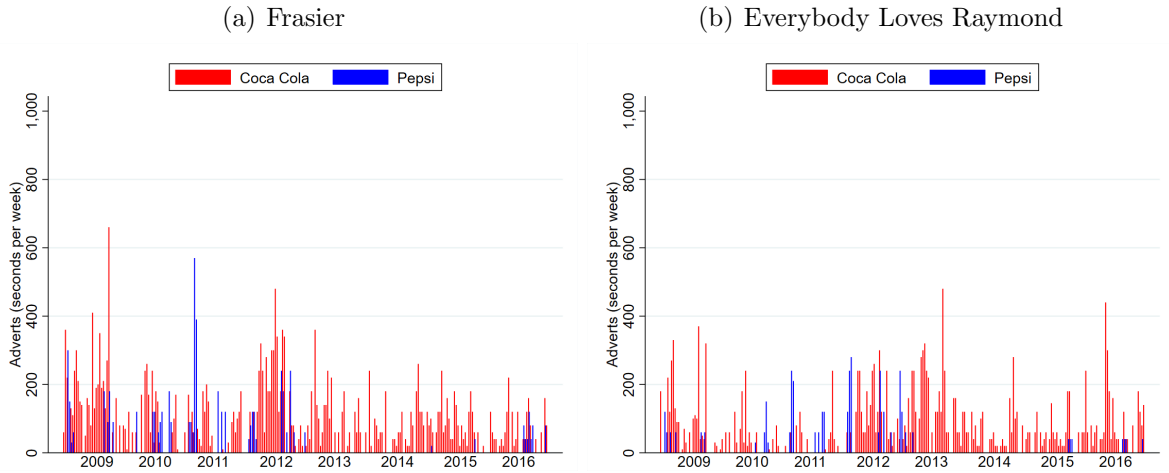 (a) Frasier
Coca Cola Pepsi
Adverts (seconds per week)
1,000
800
600
400
200
0
2009 2010 2011 2012 2013 2014 2015 2016
(b) Everybody Loves Raymond
Coca Cola Pepsi
Adverts (seconds per week)
1,000
800
600
400
200
0
2009 2010 2011 2012 2013 2014 2015 2016